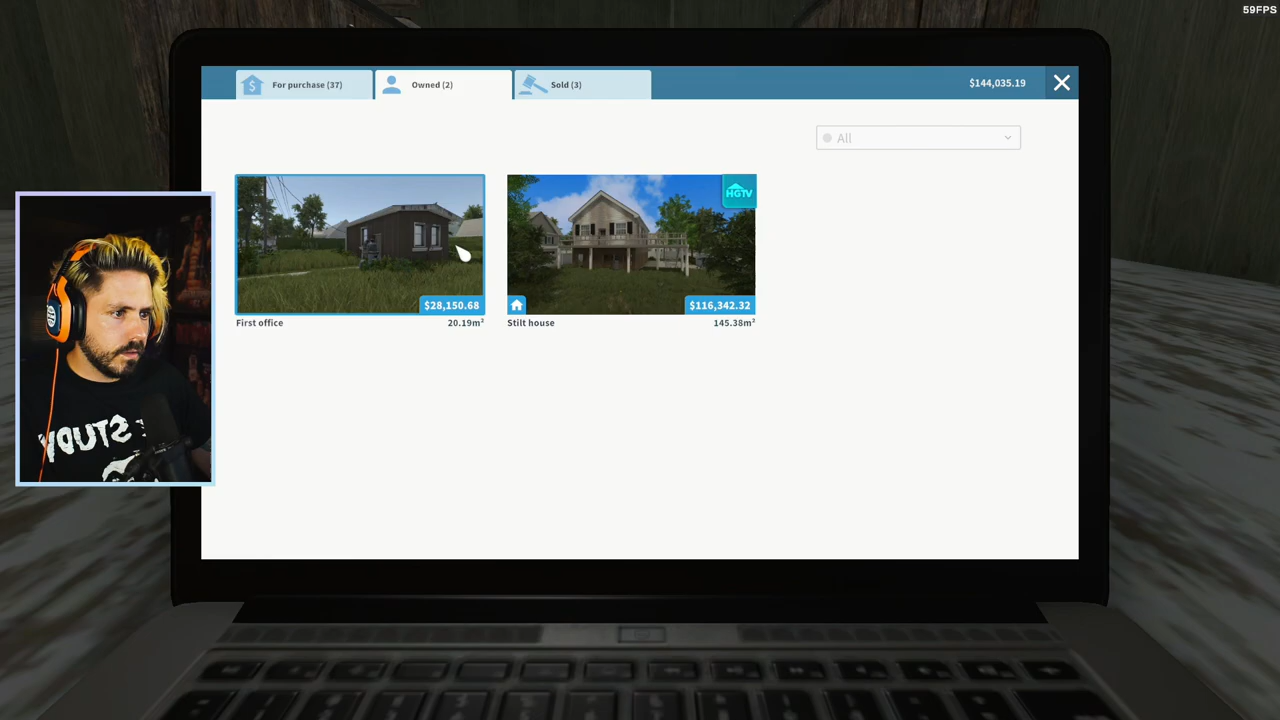 59FPS
For purchase (37)
Owned (2)
Sold (3)
$144,035.19
All
HGTV
$28,150.68
$116,342.32
First office
20.19m²
Stilt house
145.38m²
STUDY